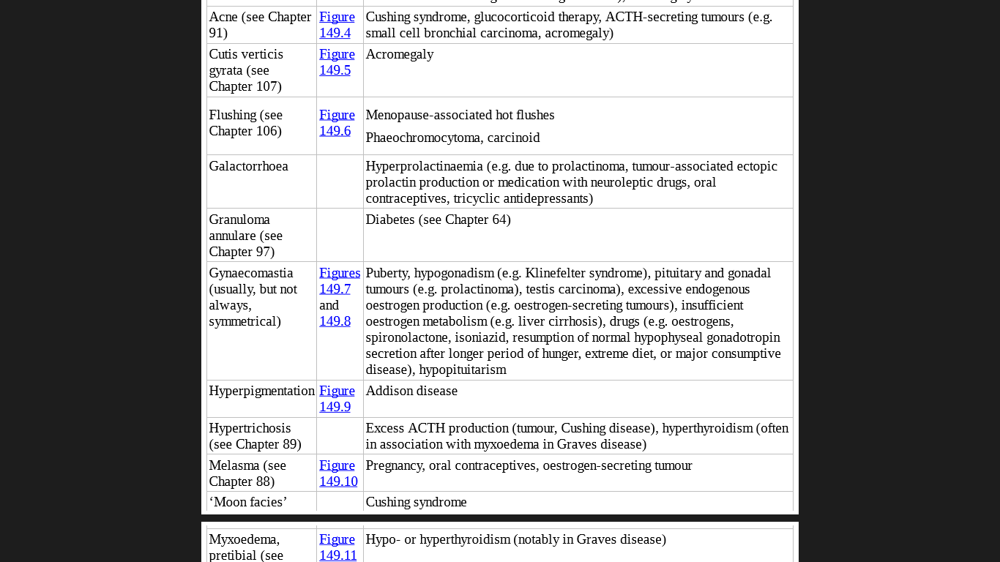 Acne (see Chapter
91)
Figure
149.4
Cushing syndrome, glucocorticoid therapy, ACTH-secreting tumours (e.g.
small cell bronchial carcinoma, acromegaly)
Cutis verticis
gyrata (see
Chapter 107)
Figure
149.5
Acromegaly
Flushing (see
Chapter 106)
Figure
149.6
Menopause-associated hot flushes
Phaeochromocytoma, carcinoid
Galactorrhoea
Hyperprolactinaemia (e.g. due to prolactinoma, tumour-associated ectopic
prolactin production or medication with neuroleptic drugs, oral
contraceptives, tricyclic antidepressants)
Granuloma
annulare (see
Chapter 97)
Diabetes (see Chapter 64)
Gynaecomastia
(usually, but not
always,
symmetrical)
Figures
149.7
and
149.8
Puberty, hypogonadism (e.g. Klinefelter syndrome), pituitary and gonadal
tumours (e.g. prolactinoma), testis carcinoma), excessive endogenous
oestrogen production (e.g. oestrogen-secreting tumours), insufficient
oestrogen metabolism (e.g. liver cirrhosis), drugs (e.g. oestrogens,
spironolactone, isoniazid, resumption of normal hypophyseal gonadotropin
secretion after longer period of hunger, extreme diet, or major consumptive
disease), hypopituitarism
Hyperpigmentation
Figure
149.9
Addison disease
Hypertrichosis
(see Chapter 89)
Excess ACTH production (tumour, Cushing disease), hyperthyroidism (often
in association with myxoedema in Graves disease)
Melasma (see
Chapter 88)
Figure
149.10
Pregnancy, oral contraceptives, oestrogen-secreting tumour
‘Moon facies’
Cushing syndrome
Myxoedema,
pretibial (see
Figure
149.11
Hypo- or hyperthyroidism (notably in Graves disease)